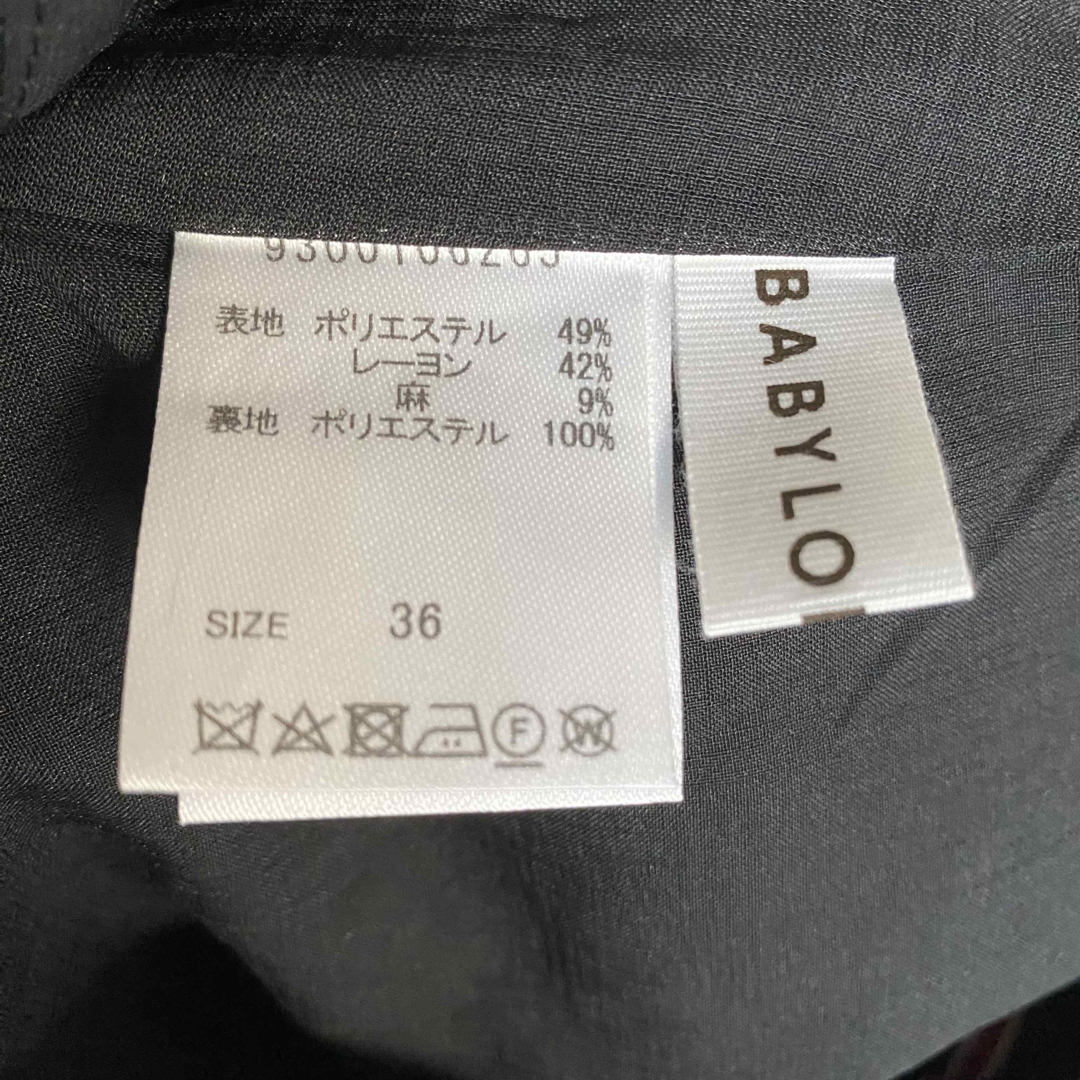 表地 ポリエステル 49%
レーヨン 42%
麻 9%
裏地 ポリエステル 100%
SIZE 36
F
W
BABYLO